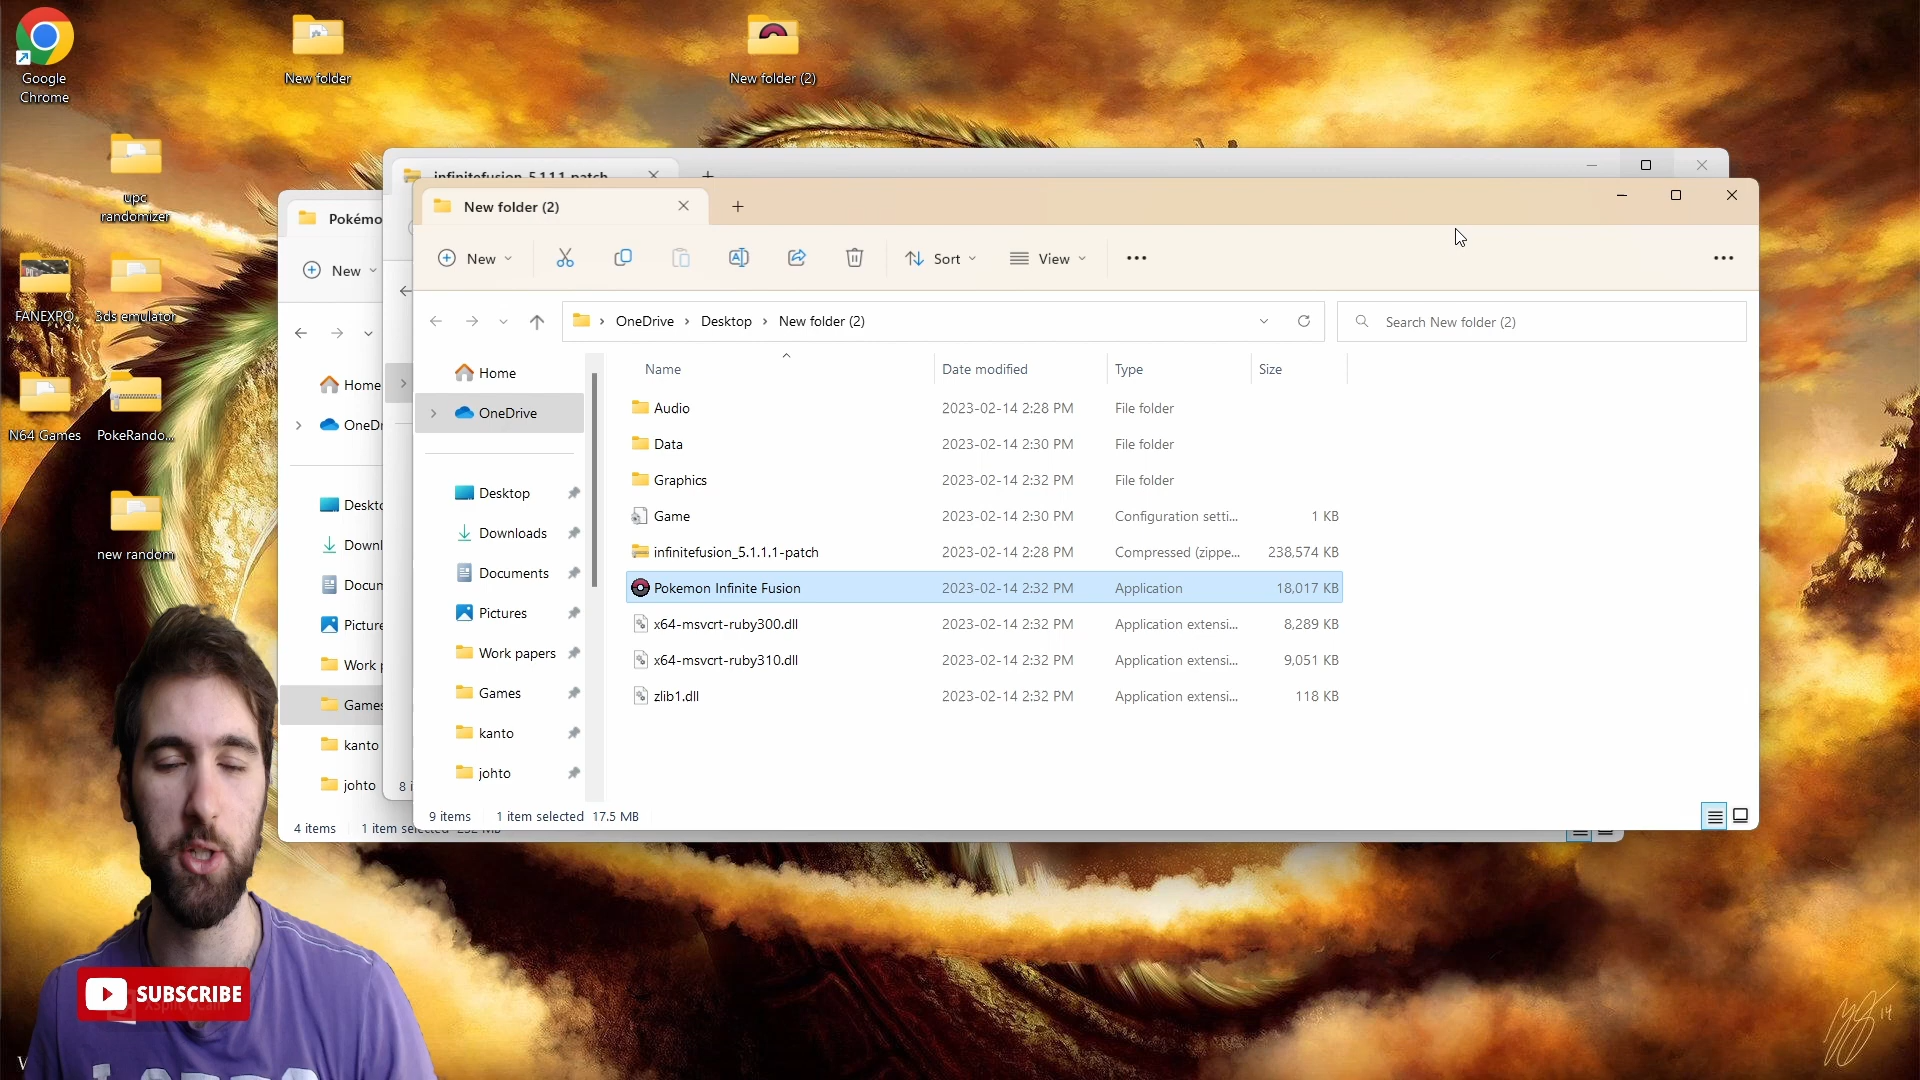 Google
Chrome
New folder
New folder (2)
upc
randomizer
FANEXPO
3ds emulator
N64 Games
PokeRando...
new random
infinitefusion_5.1.1.1-patch
Pokémo
New
Home
OneDr
Deskto
Downl
Docum
Picture
Work p
Games
kanto
johto
4 items
1 item selected
8 i
New folder (2)
New
Sort
View
OneDrive
Desktop
New folder (2)
Search New folder (2)
Home
OneDrive
Desktop
Downloads
Documents
Pictures
Work papers
Games
kanto
johto
Name Date modified Type Size
Audio 2023-02-14 2:28 PM File folder
Data 2023-02-14 2:30 PM File folder
Graphics 2023-02-14 2:32 PM File folder
Game 2023-02-14 2:30 PM Configuration setti... 1 KB
infinitefusion_5.1.1.1-patch 2023-02-14 2:28 PM Compressed (zippe... 238,574 KB
Pokemon Infinite Fusion 2023-02-14 2:32 PM Application 18,017 KB
x64-msvcrt-ruby300.dll 2023-02-14 2:32 PM Application extensi... 8,289 KB
x64-msvcrt-ruby310.dll 2023-02-14 2:32 PM Application extensi... 9,051 KB
zlib1.dll 2023-02-14 2:32 PM Application extensi... 118 KB
9 items 1 item selected 17.5 MB
SUBSCRIBE
14